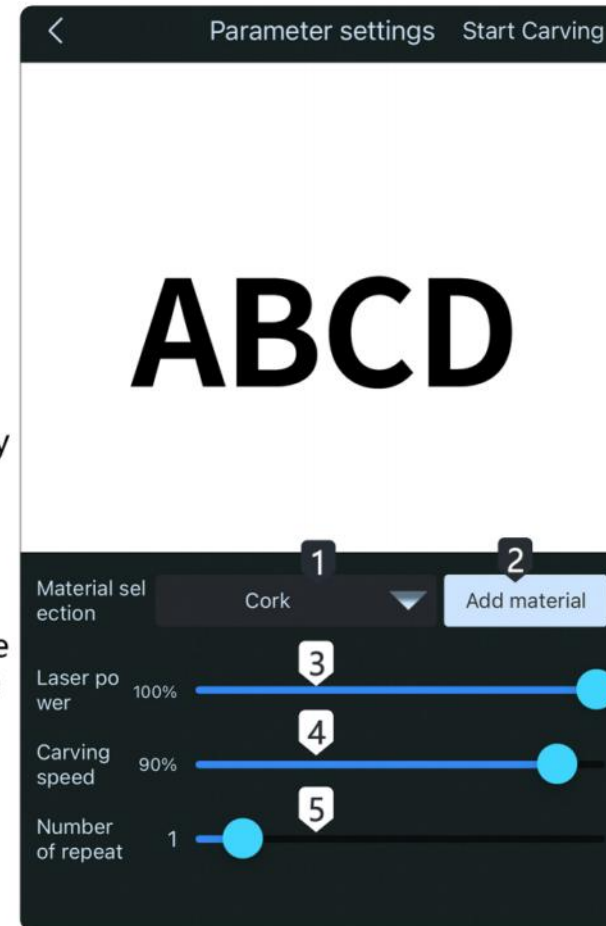 Parameter settings Start Carving
ABCD
1 2
Material sel
ection
Cork
Add material
3
Laser po
wer
100%
4
Carving
speed
90%
5
Number
of repeat
1